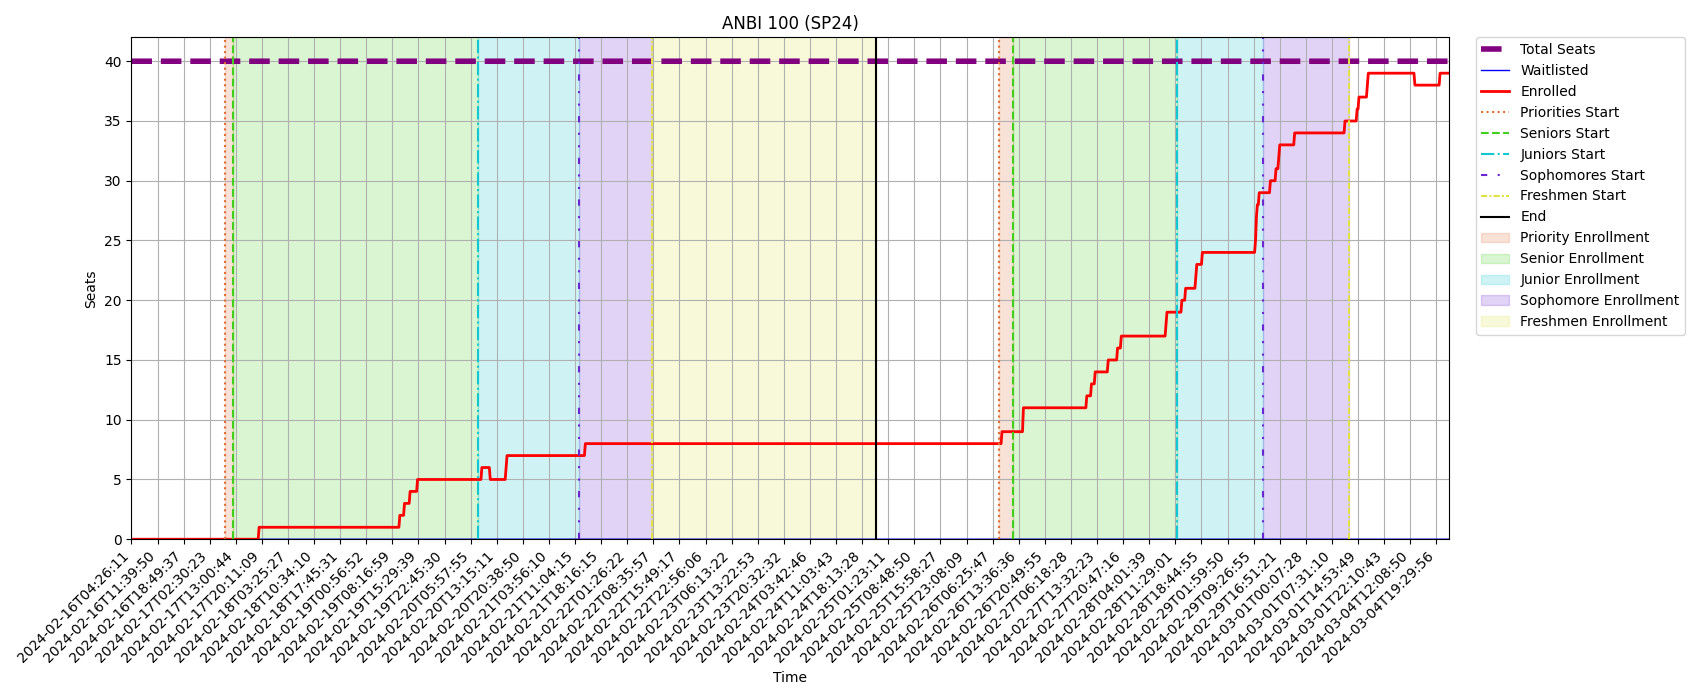 ANBI 100 (SP24)
Seats
40
35
30
25
20
15
10
5
0
2024-02-16T04:26:11
2024-02-16T11:39:50
2024-02-16T18:49:37
2024-02-17T02:30:23
2024-02-17T13:00:44
2024-02-17T20:11:09
2024-02-18T03:25:27
2024-02-18T10:34:10
2024-02-18T17:45:31
2024-02-19T00:56:52
2024-02-19T08:16:59
2024-02-19T15:29:39
2024-02-19T22:45:30
2024-02-20T05:57:55
2024-02-20T13:15:11
2024-02-20T20:38:50
2024-02-21T03:56:10
2024-02-21T11:04:15
2024-02-21T18:16:15
2024-02-22T01:26:22
2024-02-22T08:35:57
2024-02-22T15:49:17
2024-02-22T22:56:06
2024-02-23T06:13:22
2024-02-23T13:22:53
2024-02-23T20:32:32
2024-02-24T03:42:46
2024-02-24T11:03:43
2024-02-24T18:13:28
2024-02-25T01:23:11
2024-02-25T08:48:50
2024-02-25T15:58:27
2024-02-25T23:08:09
2024-02-26T06:25:47
2024-02-26T13:36:36
2024-02-26T20:49:55
2024-02-27T06:18:28
2024-02-27T13:32:23
2024-02-27T20:47:16
2024-02-28T04:01:39
2024-02-28T11:29:01
2024-02-28T18:44:55
2024-02-29T01:59:50
2024-02-29T09:26:55
2024-02-29T16:51:21
2024-03-01T00:07:28
2024-03-01T07:31:10
2024-03-01T14:53:49
2024-03-01T22:10:43
2024-03-04T12:08:50
2024-03-04T19:29:56
Time
Total Seats
Waitlisted
Enrolled
Priorities Start
Seniors Start
Juniors Start
Sophomores Start
Freshmen Start
End
Priority Enrollment
Senior Enrollment
Junior Enrollment
Sophomore Enrollment
Freshmen Enrollment